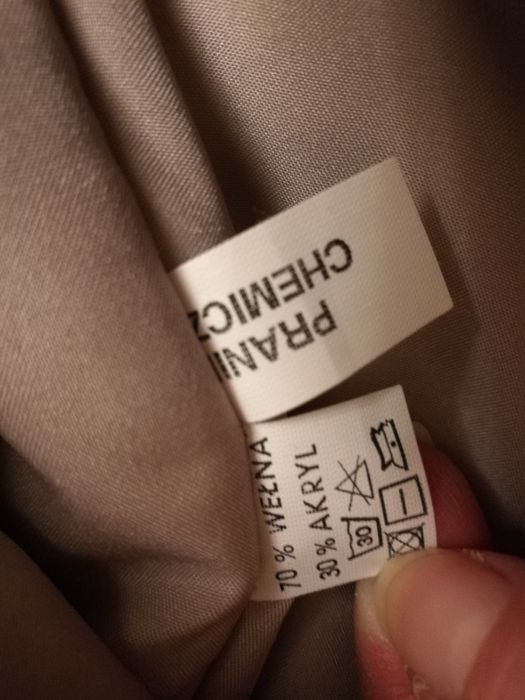 PRANI
CHEMICZ
70% WEŁNA
30% AKRYL
30